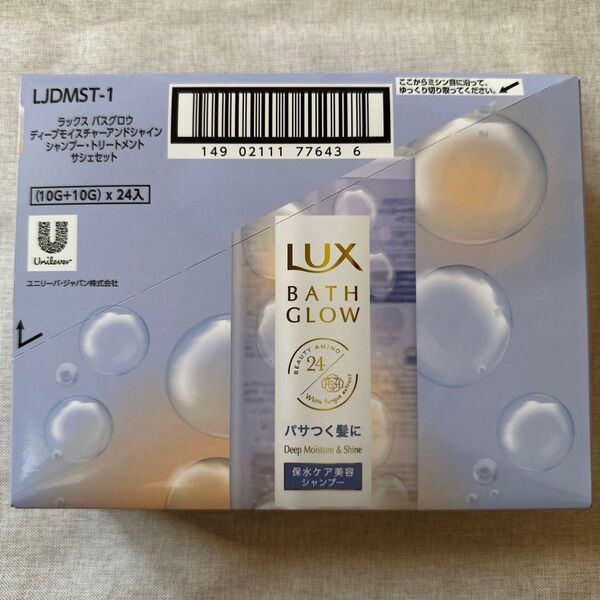 LJDMST-1
ラックス バスグロウ
ディープモイスチャーアンドシャイン
シャンプー・トリートメント
サシェセット
(10G+10G) x 24入
Unilever
ユニリーバ・ジャパン株式会社
149 02111 77643 6
ここからミシン目に沿って、
ゆっくり切り取ってください。
LUX
BATH
GLOW
BEAUTY AMINO
24
White fungus extract
パサつく髪に
Deep Moisture & Shine
保水ケア美容
シャンプー